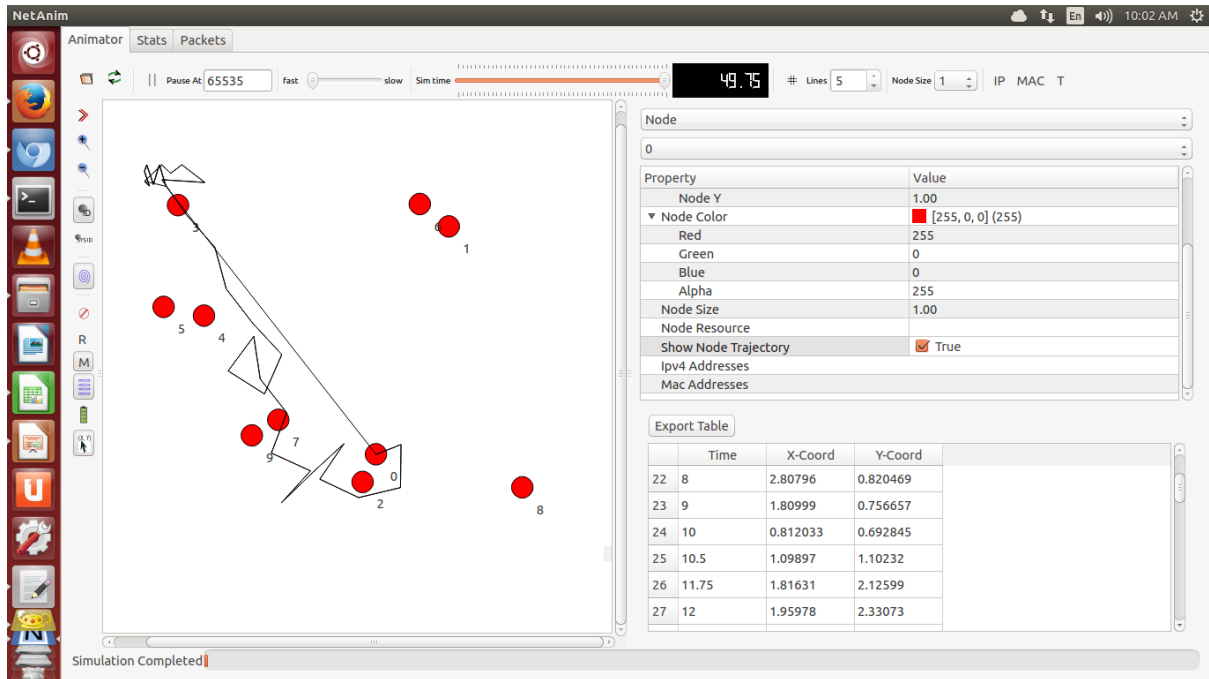 NetAnim
En
10:02 AM
Animator Stats Packets
Pause At 65535 fast slow Sim time 49.75 # Lines 5 Node Size 1 IP MAC T
Node
0
Property Value
Node Y 1.00
Node Color [255, 0, 0] (255)
Red 255
Green 0
Blue 0
Alpha 255
Node Size 1.00
Node Resource
Show Node Trajectory True
Ipv4 Addresses
Mac Addresses
ID
SYSID
R
M
(X,Y)
3
6
1
5
4
7
9
0
2
8
Export Table
Time X-Coord Y-Coord
22 8 2.80796 0.820469
23 9 1.80999 0.756657
24 10 0.812033 0.692845
25 10.5 1.09897 1.10232
26 11.75 1.81631 2.12599
27 12 1.95978 2.33073
Simulation Completed